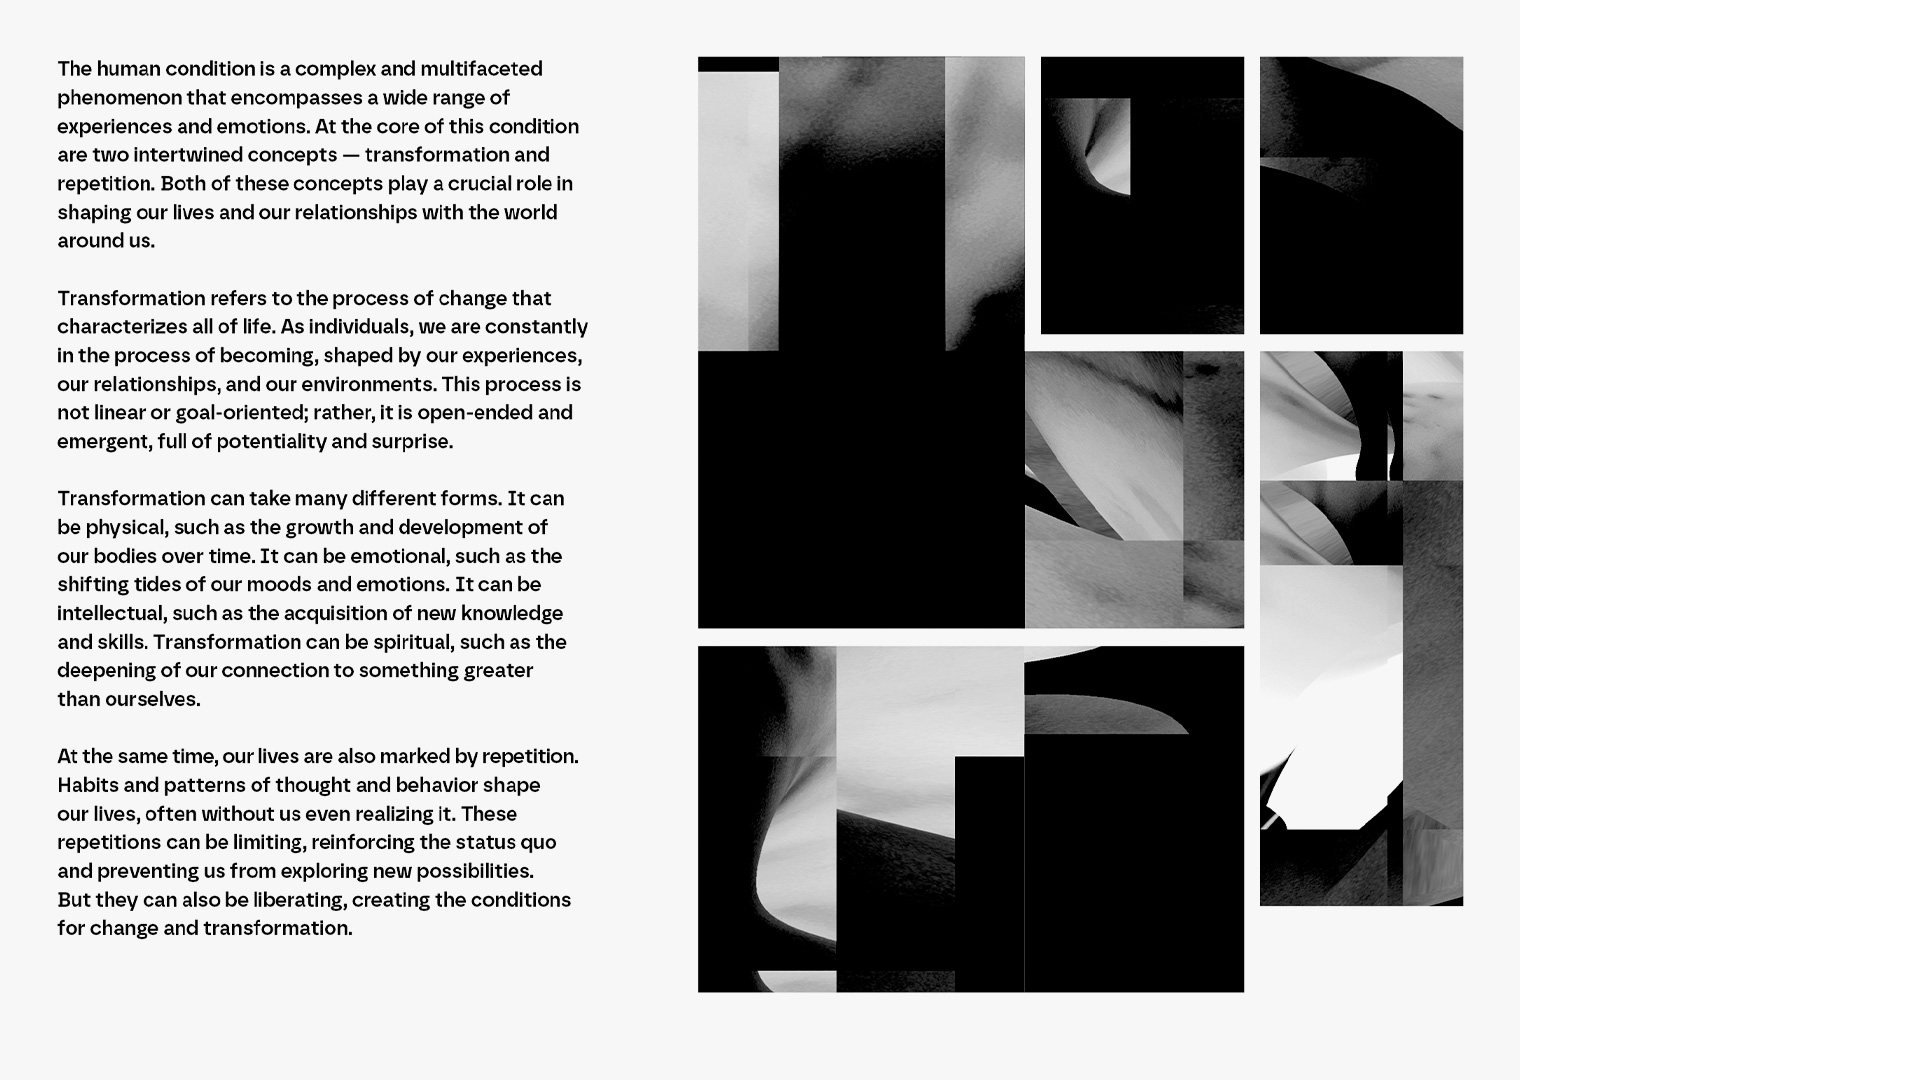 The human condition is a complex and multifaceted
phenomenon that encompasses a wide range of
experiences and emotions. At the core of this condition
are two intertwined concepts — transformation and
repetition. Both of these concepts play a crucial role in
shaping our lives and our relationships with the world
around us.
Transformation refers to the process of change that
characterizes all of life. As individuals, we are constantly
in the process of becoming, shaped by our experiences,
our relationships, and our environments. This process is
not linear or goal-oriented; rather, it is open-ended and
emergent, full of potentiality and surprise.
Transformation can take many different forms. It can
be physical, such as the growth and development of
our bodies over time. It can be emotional, such as the
shifting tides of our moods and emotions. It can be
intellectual, such as the acquisition of new knowledge
and skills. Transformation can be spiritual, such as the
deepening of our connection to something greater
than ourselves.
At the same time, our lives are also marked by repetition.
Habits and patterns of thought and behavior shape
our lives, often without us even realizing it. These
repetitions can be limiting, reinforcing the status quo
and preventing us from exploring new possibilities.
But they can also be liberating, creating the conditions
for change and transformation.